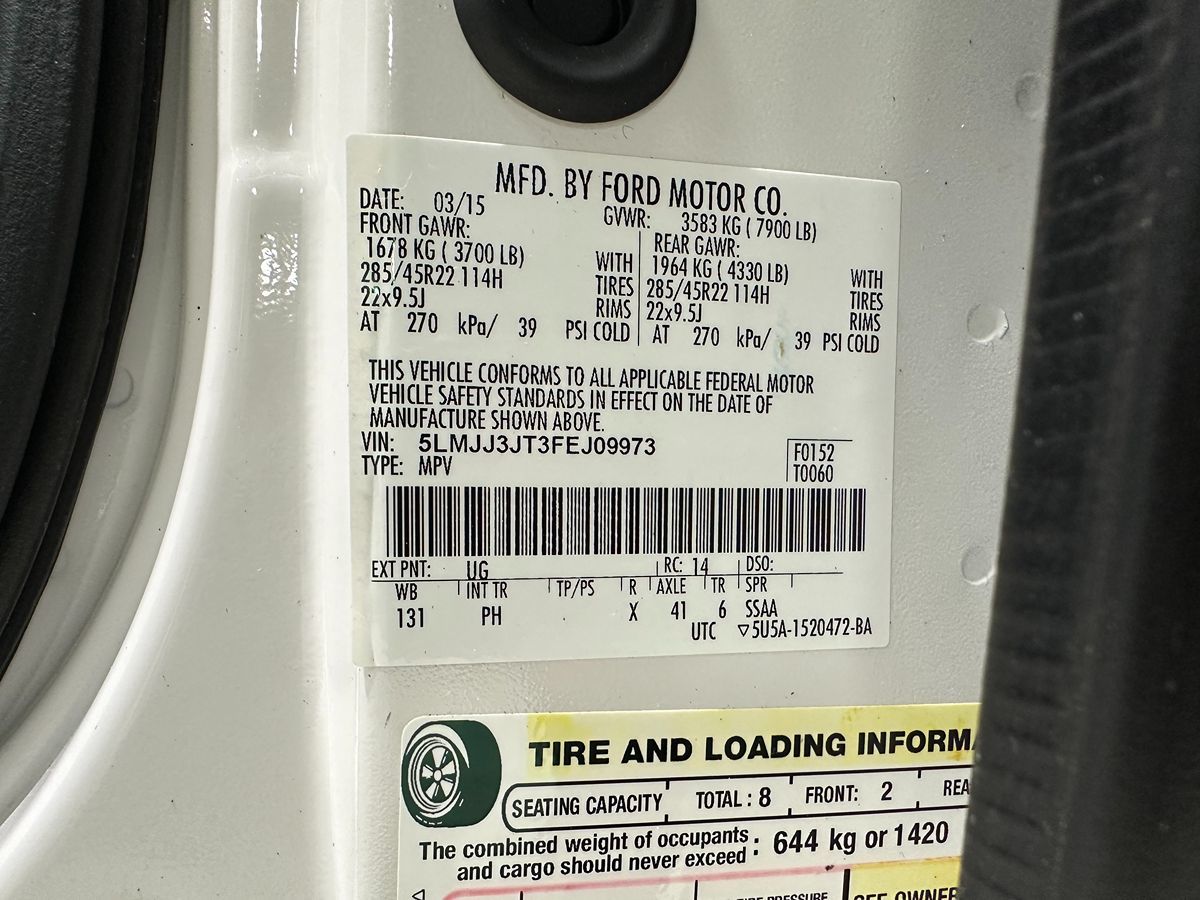 MFD. BY FORD MOTOR CO.
DATE: 03/15 GVWR: 3583 KG ( 7900 LB)
FRONT GAWR: REAR GAWR:
1678 KG ( 3700 LB) WITH 1964 KG ( 4330 LB) WITH
285/45R22 114H TIRES 285/45R22 114H TIRES
22x9.5J RIMS 22x9.5J RIMS
AT 270 kPa/ 39 PSI COLD AT 270 kPa/ 39 PSI COLD
THIS VEHICLE CONFORMS TO ALL APPLICABLE FEDERAL MOTOR
VEHICLE SAFETY STANDARDS IN EFFECT ON THE DATE OF
MANUFACTURE SHOWN ABOVE.
VIN: 5LMJJ3JT3FEJ09973 F0152
TYPE: MPV T0060
EXT PNT: UG RC: 14 DSO:
WB INT TR TP/PS R AXLE TR SPR
131 PH X 41 6 SSAA
UTC ▽5U5A-1520472-BA
TIRE AND LOADING INFORMA
SEATING CAPACITY TOTAL : 8 FRONT: 2 REA
The combined weight of occupants
and cargo should never exceed : 644 kg or 1420
TIRE PRESSURE SEE OWNER